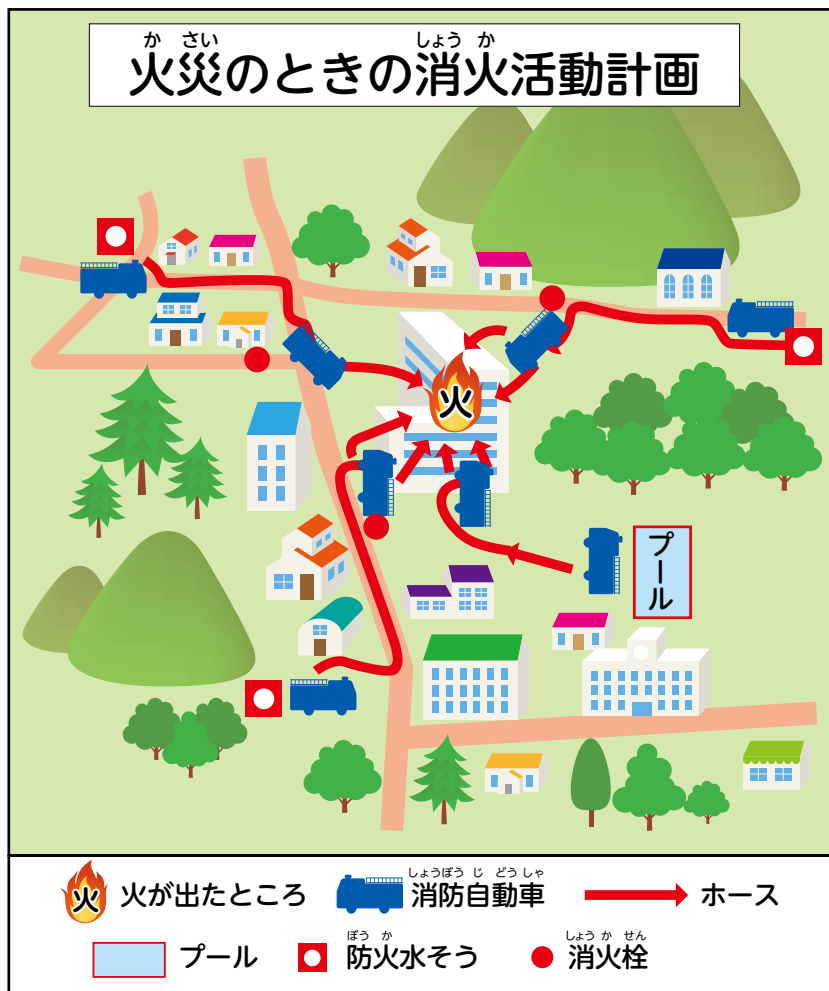 か さい しょう か
火災のときの消火活動計画
火
プール
火
火が出たところ
しょうぼう じ どう しゃ
消防自動車
ホース
プール
ぼう か
防火水そう
しょう か せん
消火栓